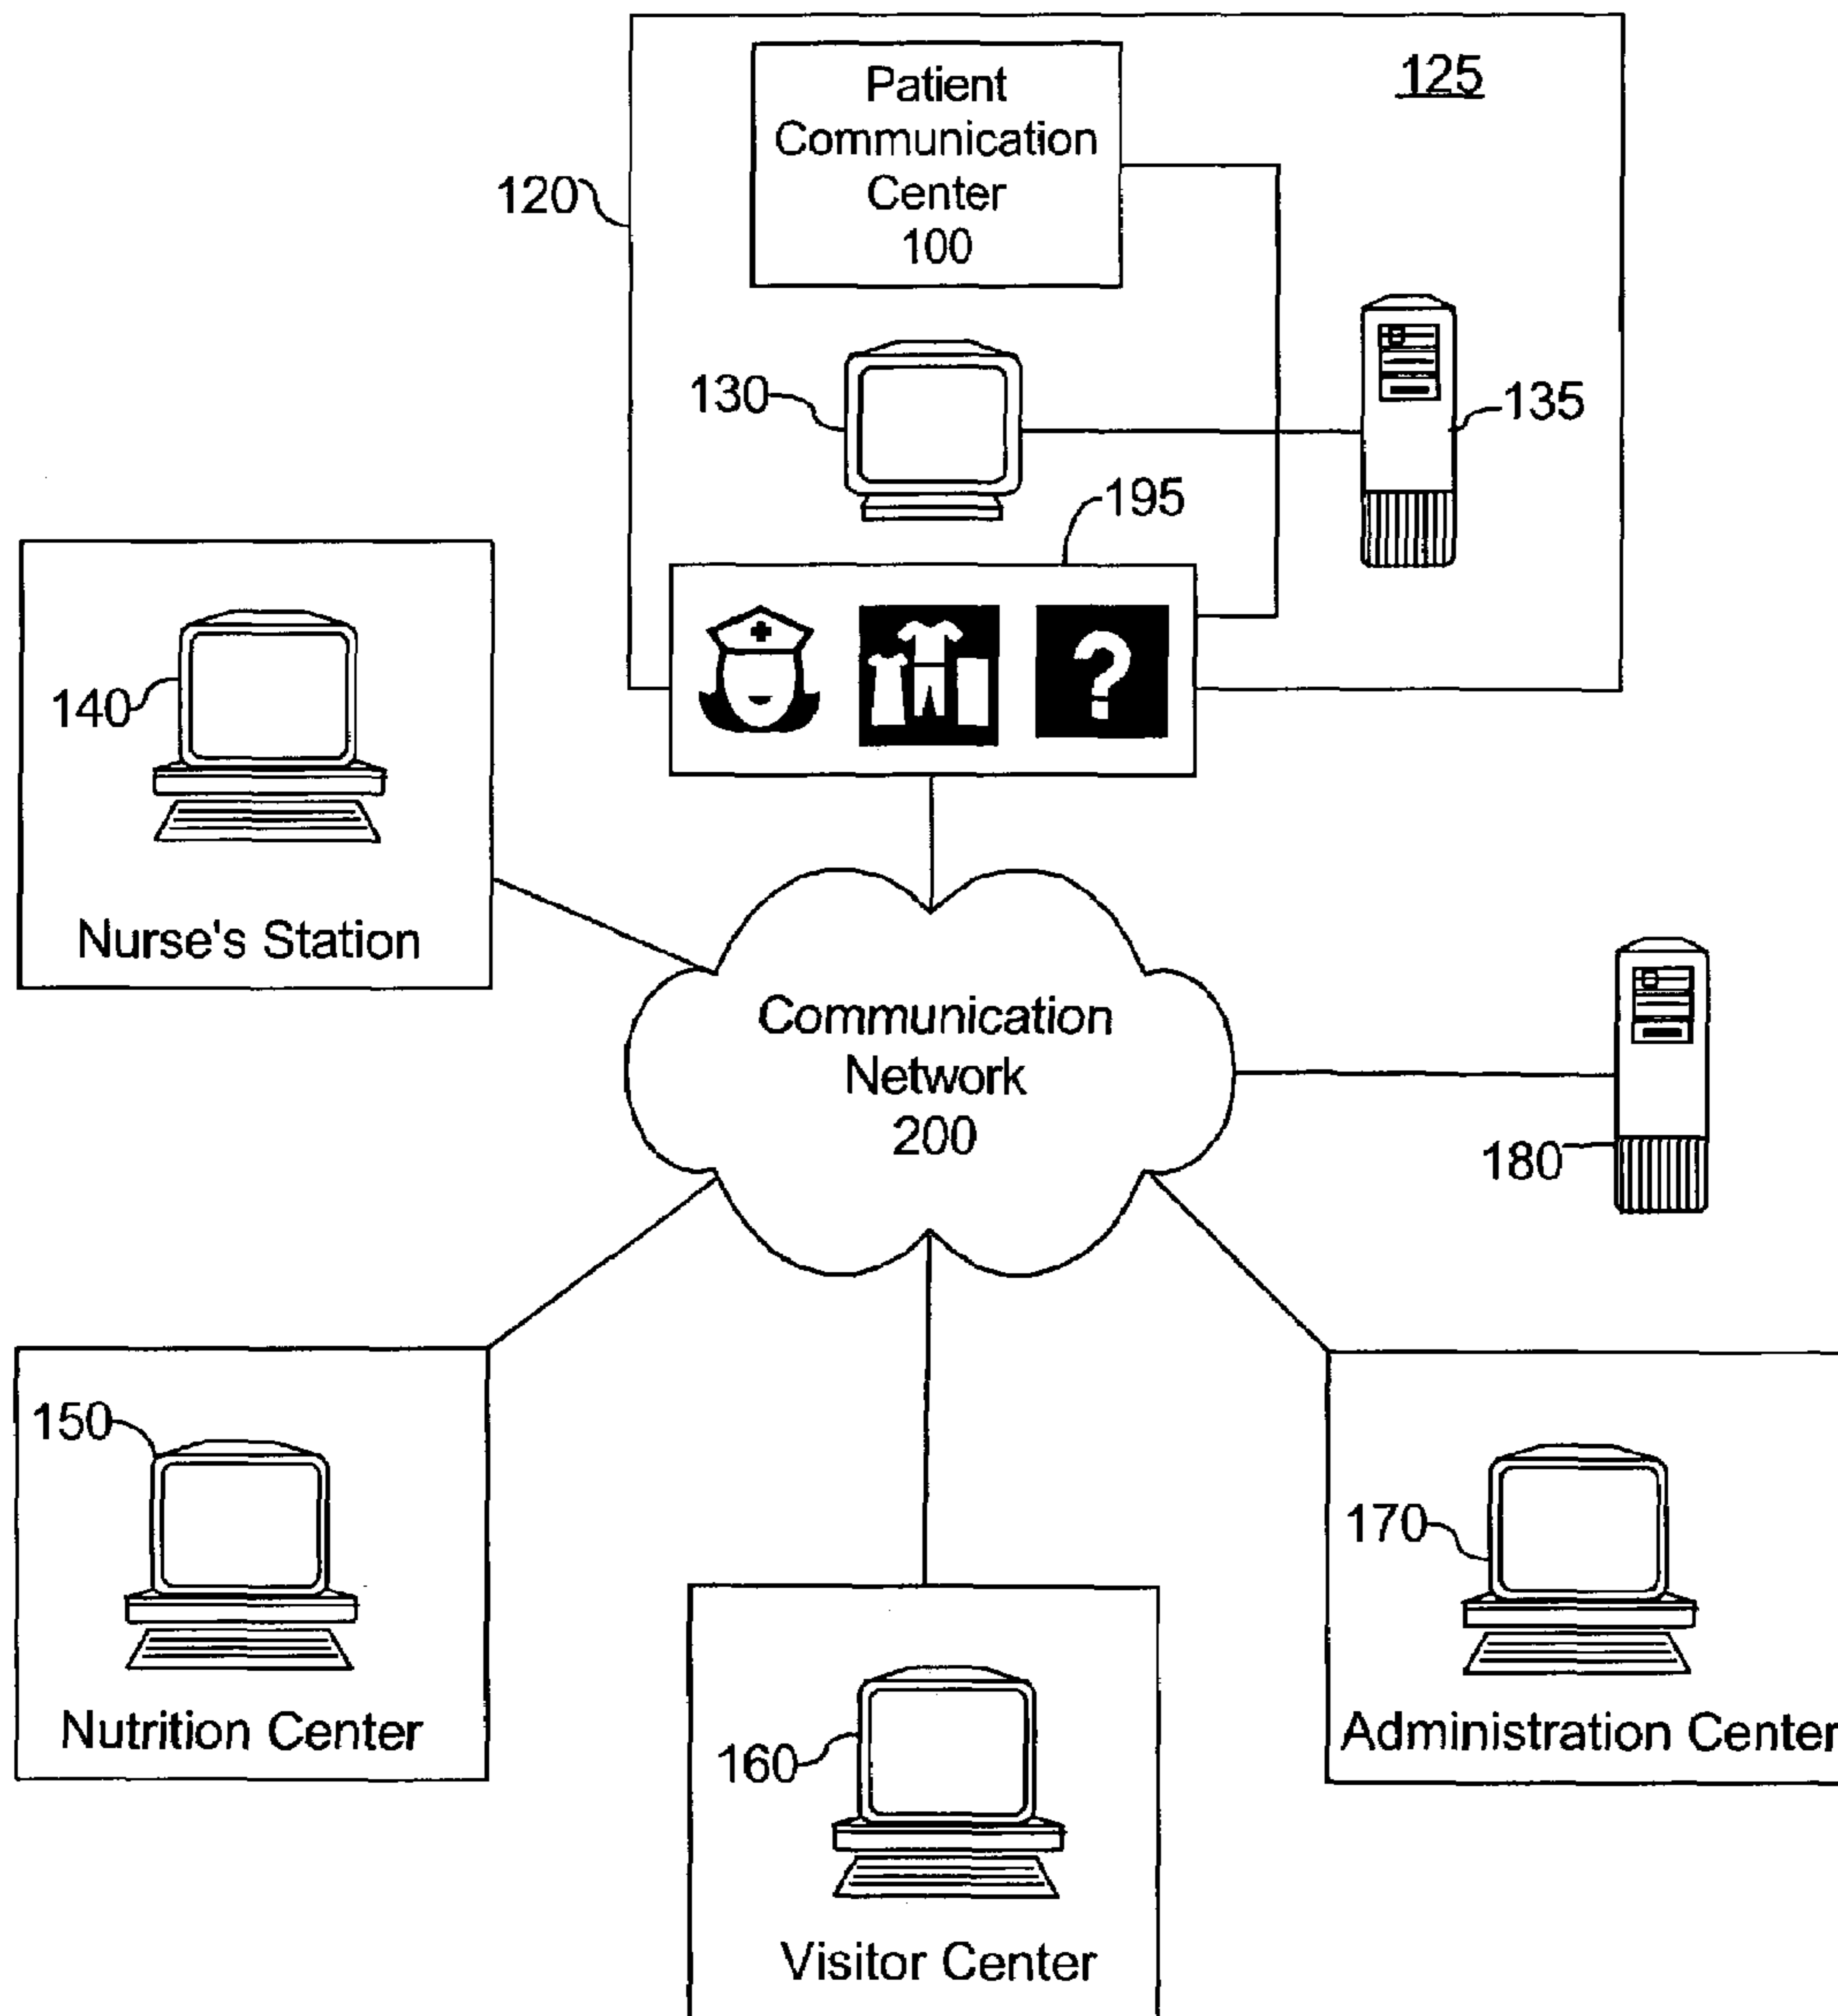 125
Patient
Communication
Center
100
120
130
135
195
?
140
Nurse's Station
Communication
Network
200
180
150
Nutrition Center
170
Administration Center
160
Visitor Center